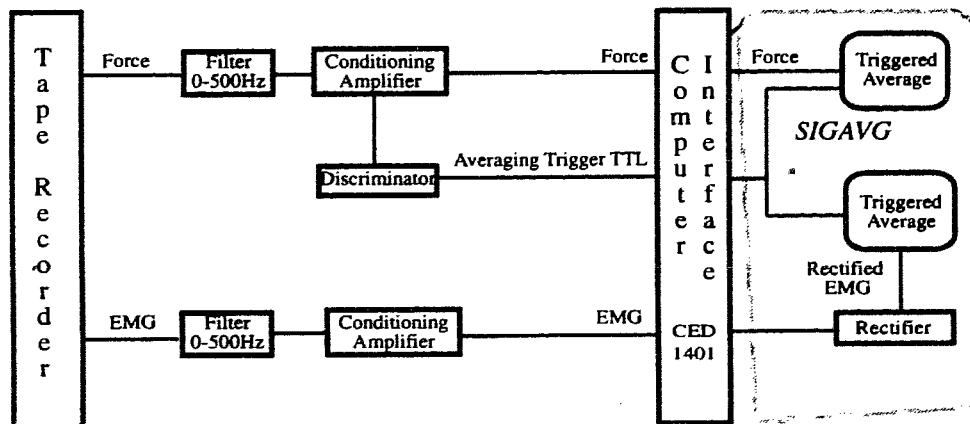 Tape Recorder
Force
Filter
0-500Hz
Conditioning
Amplifier
Force
Discriminator
Averaging Trigger TTL
EMG
Filter
0-500Hz
Conditioning
Amplifier
EMG
Computer
Interface
CED
1401
Force
Triggered
Average
SIGAVG
Triggered
Average
Rectified
EMG
Rectifier